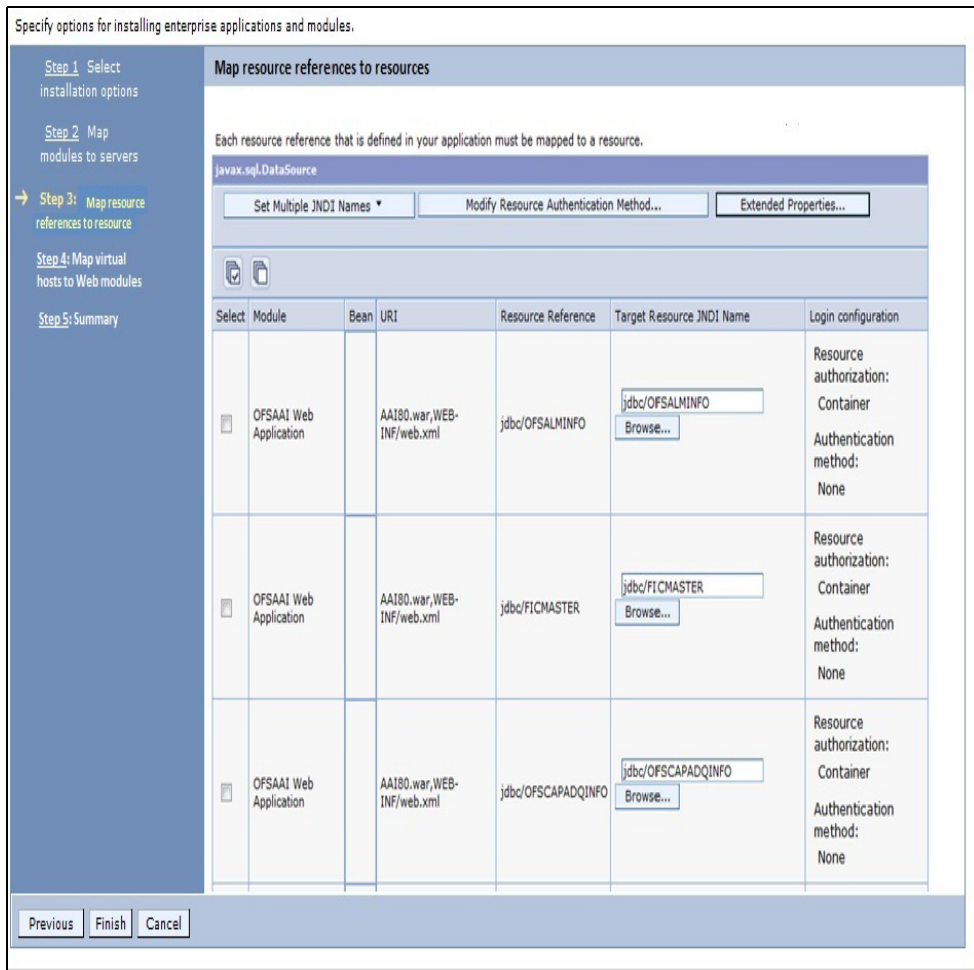 Specify options for installing enterprise applications and modules.
Step 1 Select
installation options
Step 2 Map
modules to servers
Step 3: Map resource
references to resource
Step 4: Map virtual
hosts to Web modules
Step 5: Summary
Map resource references to resources
Each resource reference that is defined in your application must be mapped to a resource.
javax.sql.DataSource
Set Multiple JNDI Names Modify Resource Authentication Method... Extended Properties...
Select Module Bean URI Resource Reference Target Resource JNDI Name Login configuration
OFSAAI Web
Application
AAI80.war,WEB-
INF/web.xml
jdbc/OFSALMINFO
jdbc/OFSALMINFO
Browse...
Resource
authorization:
Container
Authentication
method:
None
OFSAAI Web
Application
AAI80.war,WEB-
INF/web.xml
jdbc/FICMASTER
jdbc/FICMASTER
Browse...
Resource
authorization:
Container
Authentication
method:
None
OFSAAI Web
Application
AAI80.war,WEB-
INF/web.xml
jdbc/OFSCAPADQINFO
jdbc/OFSCAPADQINFO
Browse...
Resource
authorization:
Container
Authentication
method:
None
Previous Finish Cancel